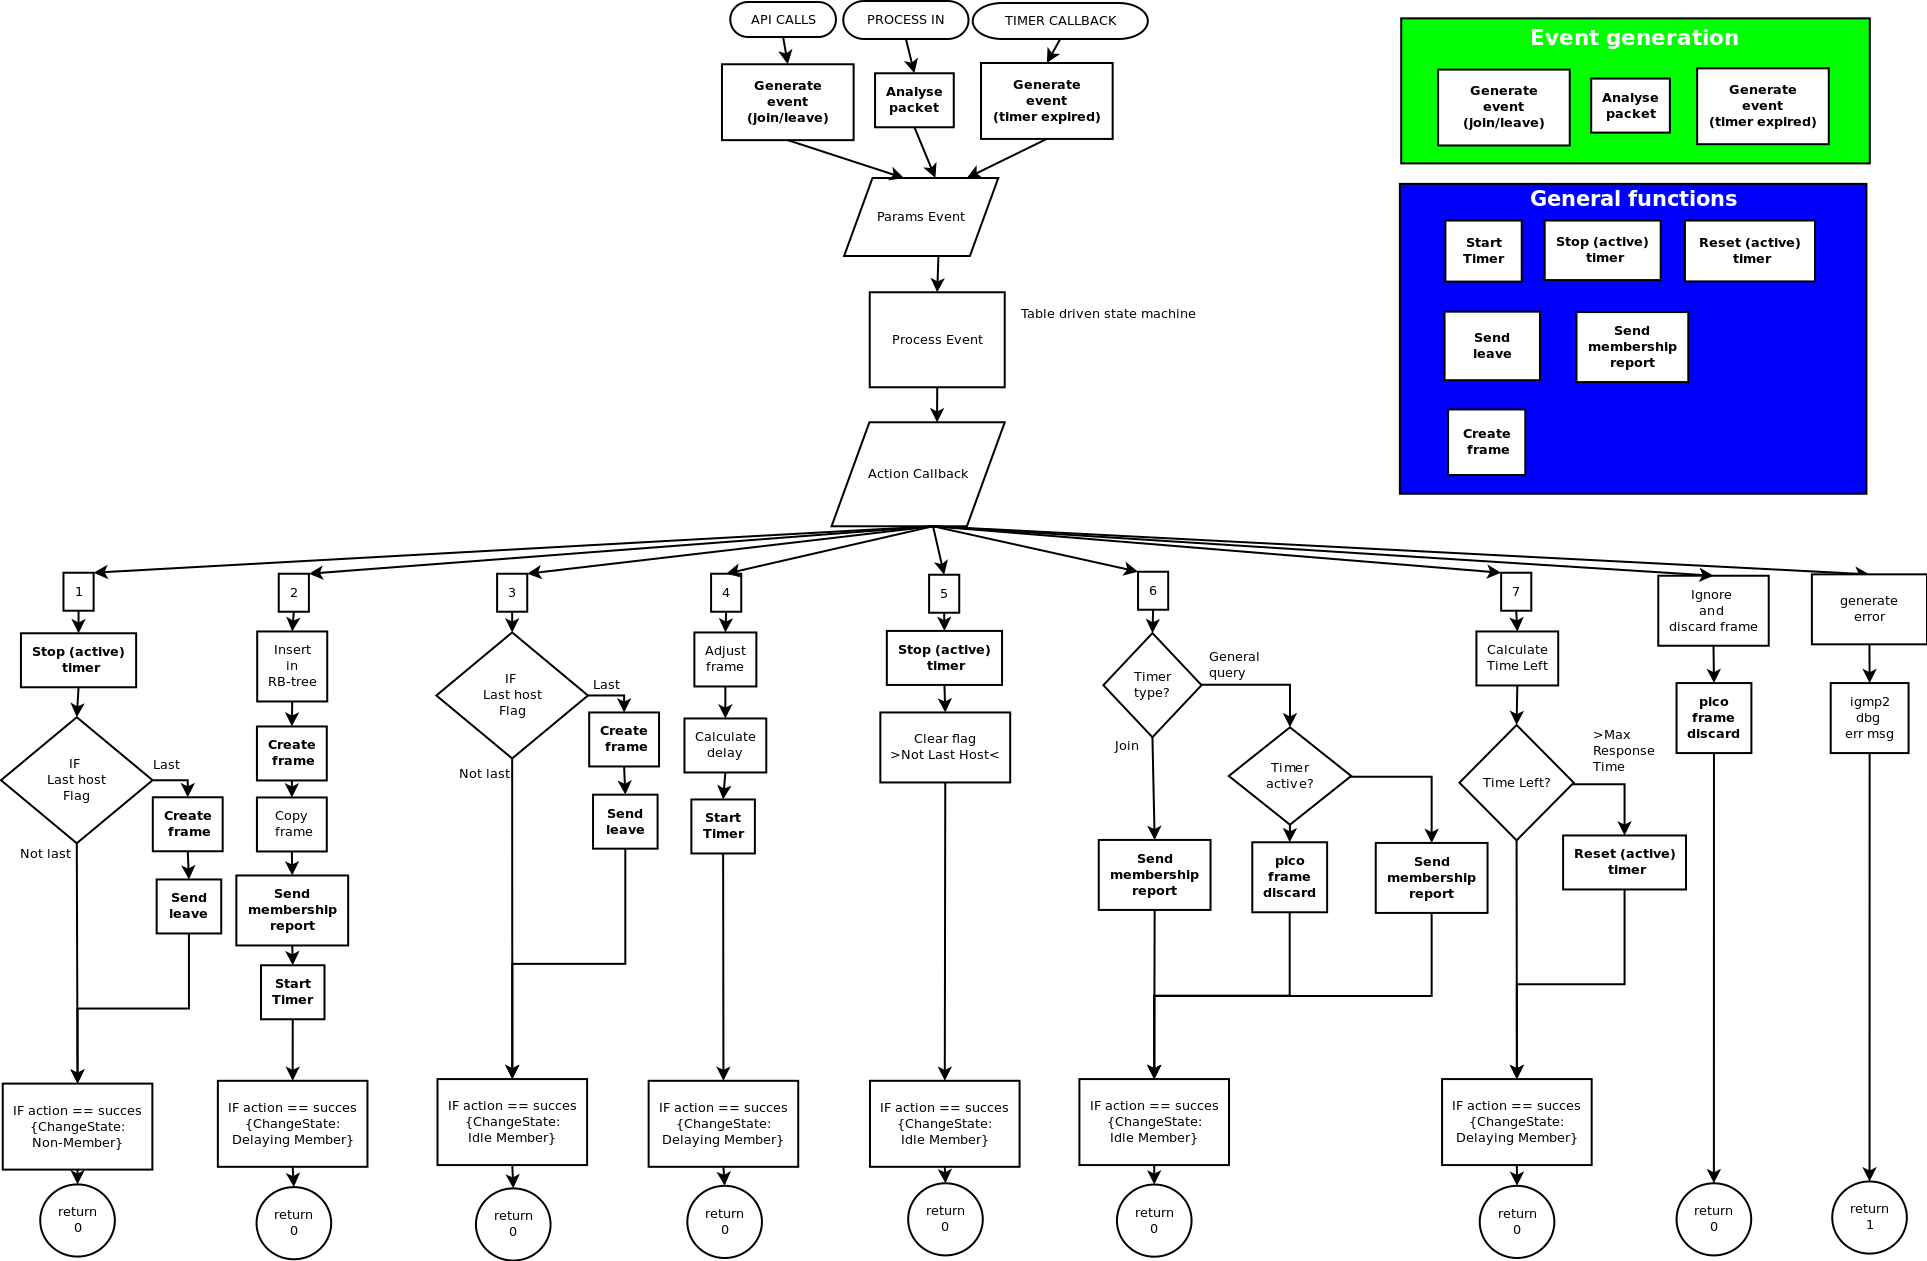 API CALLS
PROCESS IN
TIMER CALLBACK
Generate
event
(join/leave)
Analyse
packet
Generate
event
(timer expired)
Params Event
Process Event
Table driven state machine
Action Callback
Event generation
Generate
event
(join/leave)
Analyse
packet
Generate
event
(timer expired)
General functions
Start
Timer
Stop (active)
timer
Reset (active)
timer
Send
leave
Send
membership
report
Create
frame
1
Stop (active)
timer
IF
Last host
Flag
Last
Not last
Create
frame
Send
leave
IF action == succes
{ChangeState:
Non-Member}
return
0
2
Insert
in
RB-tree
Create
frame
Copy
frame
Send
membership
report
Start
Timer
IF action == succes
{ChangeState:
Delaying Member}
return
0
3
IF
Last host
Flag
Last
Not last
Create
frame
Send
leave
IF action == succes
{ChangeState:
Idle Member}
return
0
4
Adjust
frame
Calculate
delay
Start
Timer
IF action == succes
{ChangeState:
Delaying Member}
return
0
5
Stop (active)
timer
Clear flag
>Not Last Host<
IF action == succes
{ChangeState:
Idle Member}
return
0
6
Timer
type?
General
query
Join
Timer
active?
Send
membership
report
pico
frame
discard
Send
membership
report
IF action == succes
{ChangeState:
Idle Member}
return
0
7
Calculate
Time Left
Time Left?
>Max
Response
Time
Reset (active)
timer
IF action == succes
{ChangeState:
Delaying Member}
return
0
Ignore
and
discard frame
pico
frame
discard
return
0
generate
error
igmp2
dbg
err msg
return
1